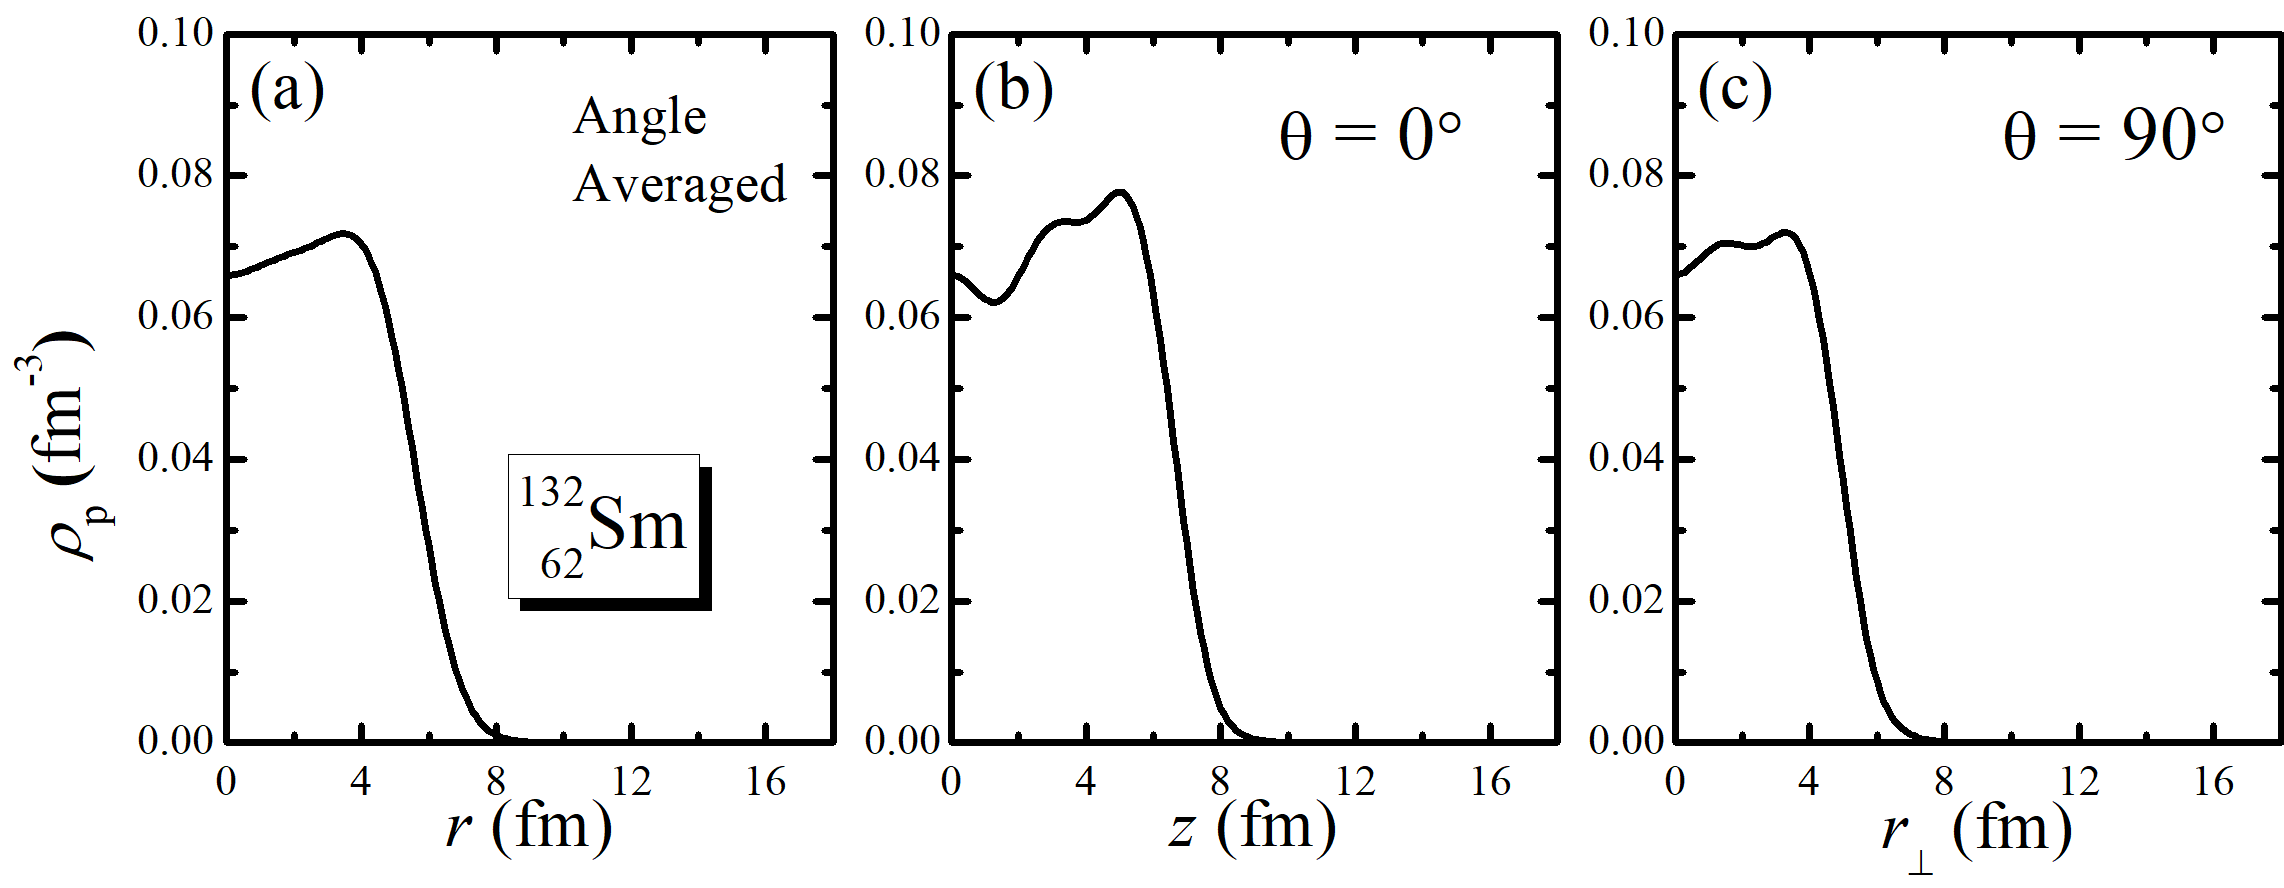 0.10
0.08
0.06
0.04
0.02
0.00
ρp (fm-3)
(a)
Angle
Averaged
132
62Sm
0 4 8 12 16
r (fm)
0.10
0.08
0.06
0.04
0.02
0.00
(b)
θ = 0°
0 4 8 12 16
z (fm)
0.10
0.08
0.06
0.04
0.02
0.00
(c)
θ = 90°
0 4 8 12 16
r⊥ (fm)